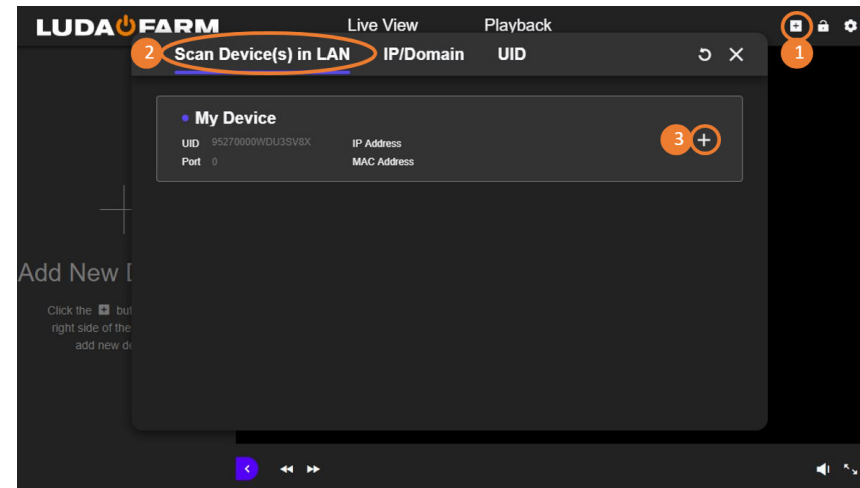 LUDA FARM
Live View Playback
1
2 Scan Device(s) in LAN IP/Domain UID
My Device
UID 95270000WDU3SV8X IP Address
Port 0 MAC Address
3
Add New D
Click the but
right side of the
add new de